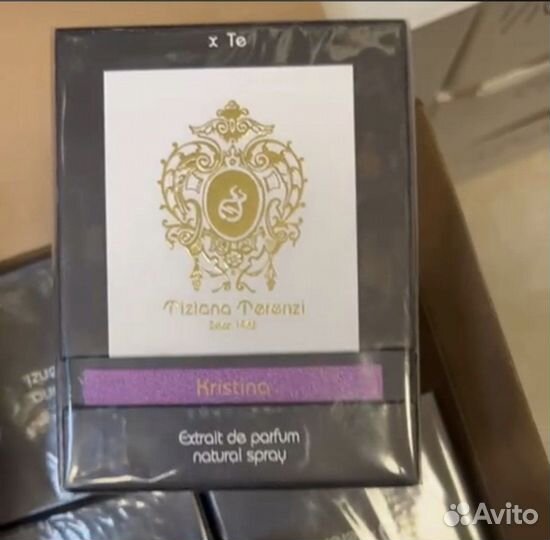 x Te
Tiziana Terenzi
Kristina
Extrait de parfum
natural spray
Avito